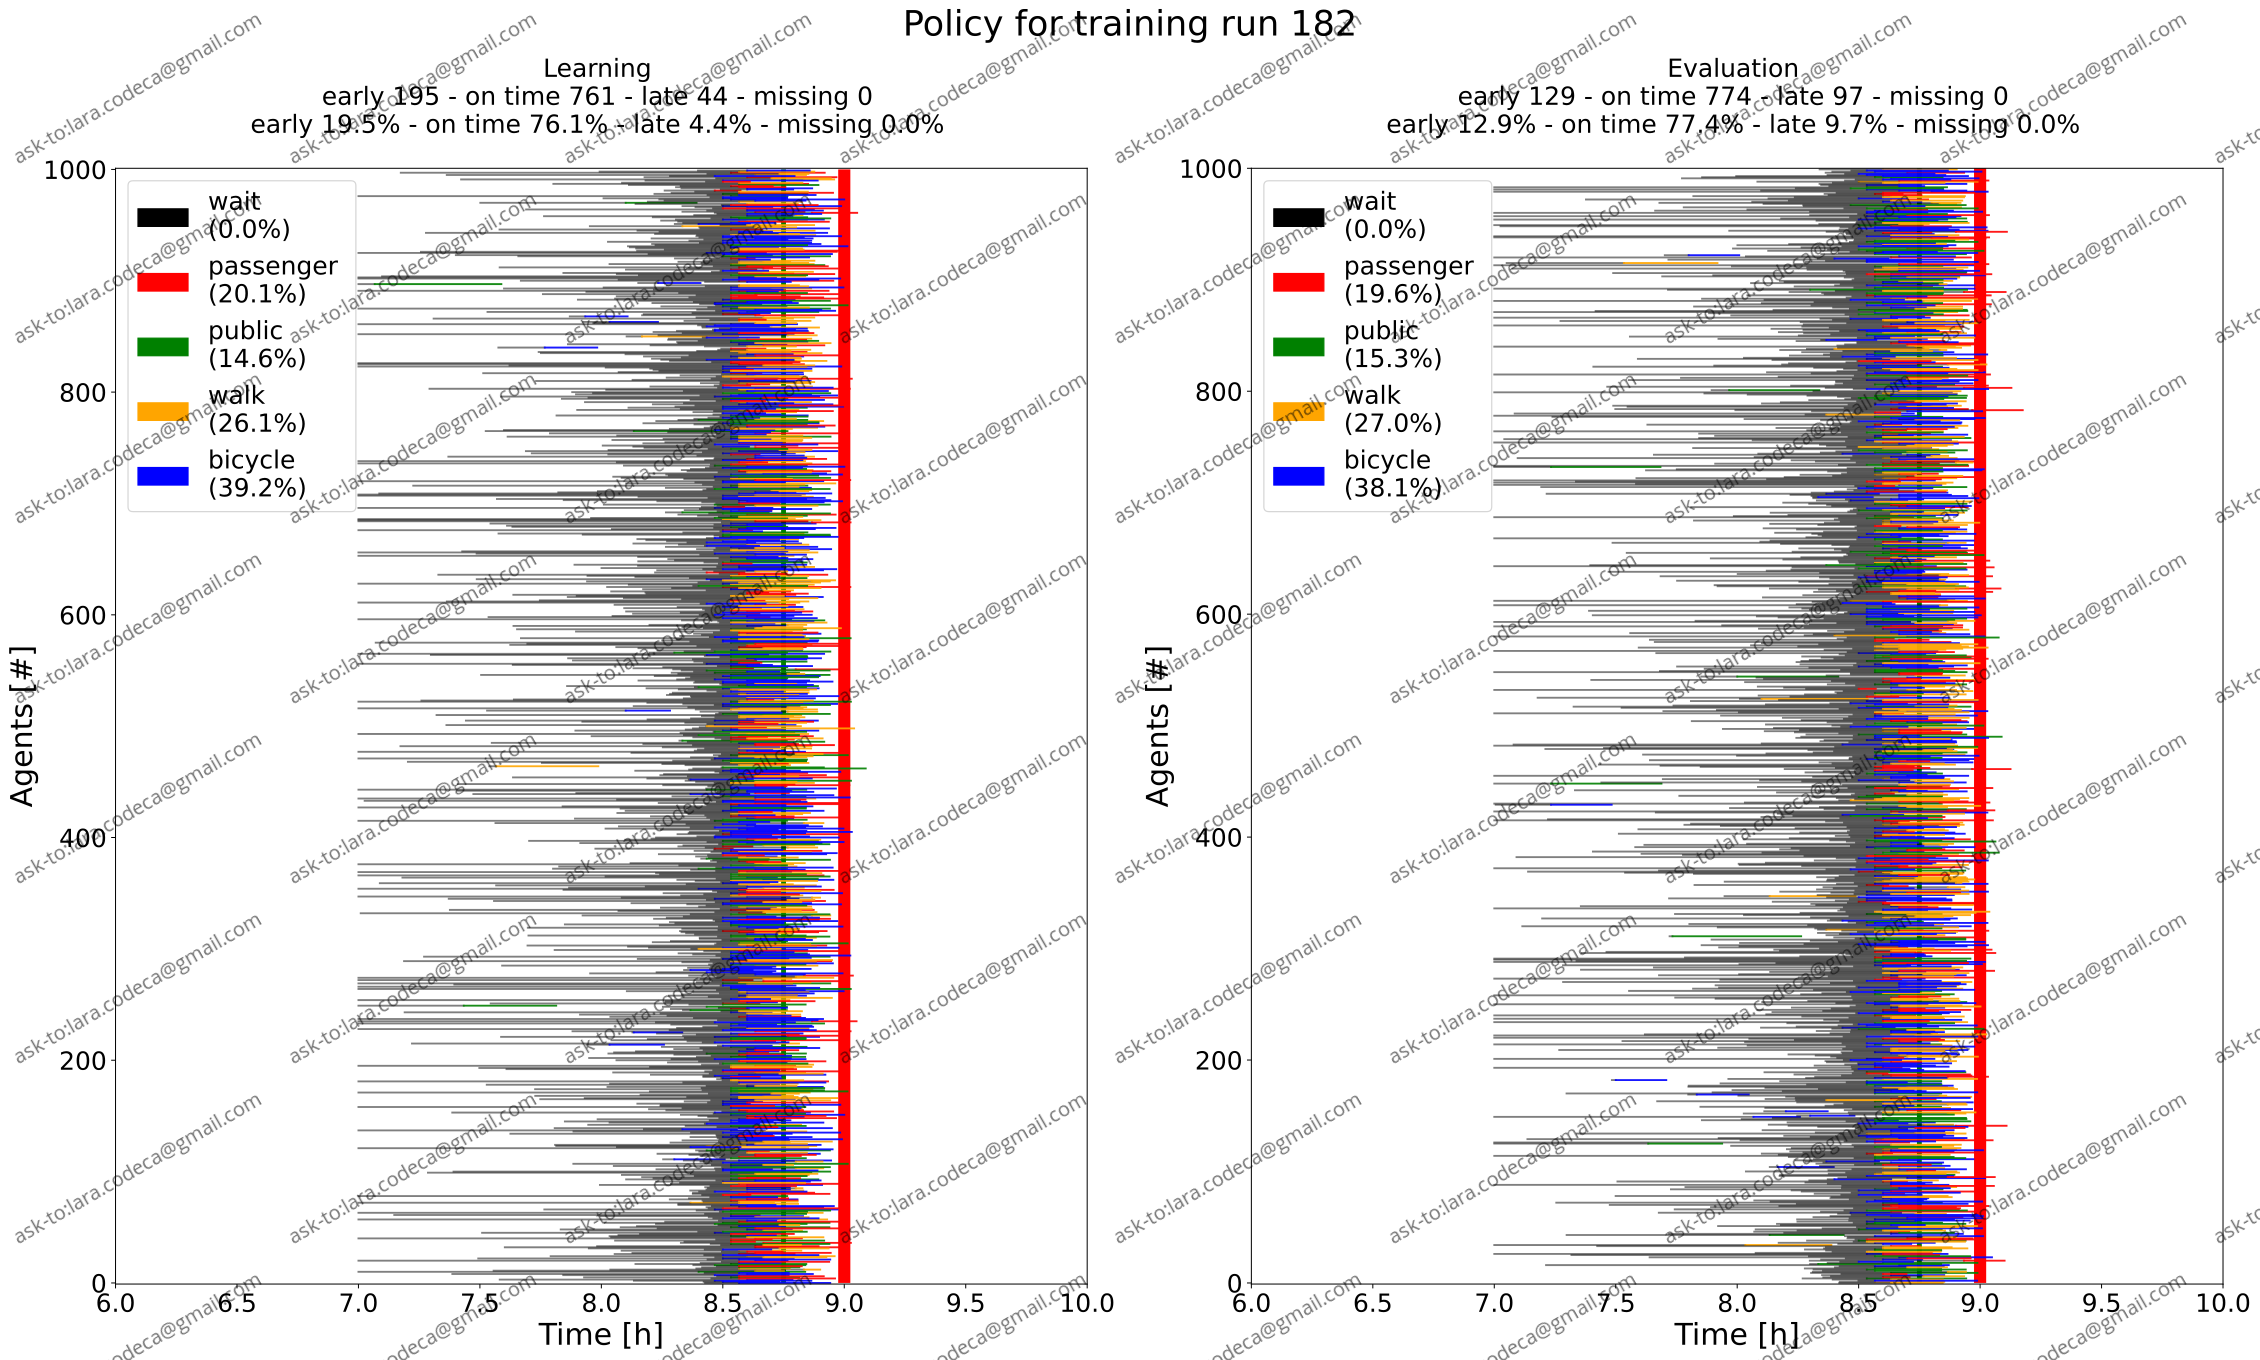 Policy for training run 182
Learning
early 195 - on time 761 - late 44 - missing 0
early 19.5% - on time 76.1% - late 4.4% - missing 0.0%
1000
800
600
400
200
0
Agents [#]
wait
(0.0%)
passenger
(20.1%)
public
(14.6%)
walk
(26.1%)
bicycle
(39.2%)
6.0 6.5 7.0 7.5 8.0 8.5 9.0 9.5 10.0
Time [h]
Evaluation
early 129 - on time 774 - late 97 - missing 0
early 12.9% - on time 77.4% - late 9.7% - missing 0.0%
1000
800
600
400
200
0
Agents [#]
wait
(0.0%)
passenger
(19.6%)
public
(15.3%)
walk
(27.0%)
bicycle
(38.1%)
6.0 6.5 7.0 7.5 8.0 8.5 9.0 9.5 10.0
Time [h]
ask-to:lara.codeca@gmail.com